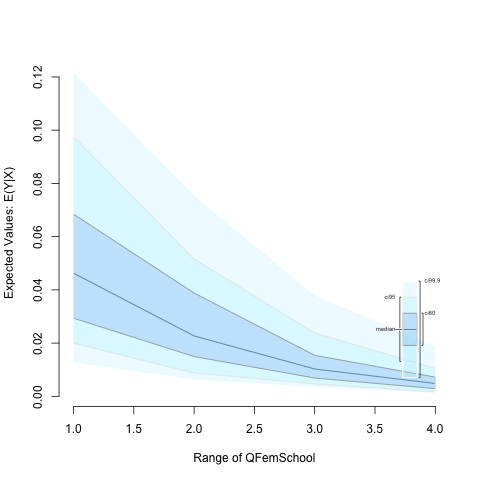 Expected Values: E(Y|X)
0.12
0.10
0.08
0.06
0.04
0.02
0.00
ci99.9
ci95
ci80
median
1.0 1.5 2.0 2.5 3.0 3.5 4.0
Range of QFemSchool